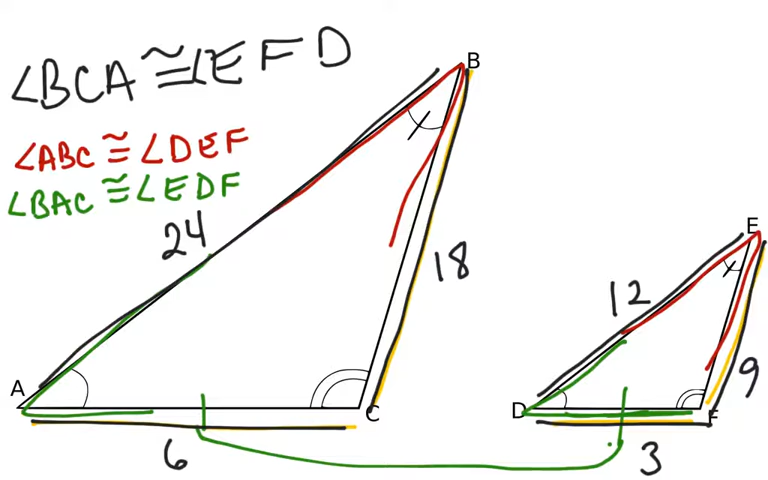 ∠BCA ≅ ∠EFD
∠ABC ≅ ∠DEF
∠BAC ≅ ∠EDF
B
24
18
A
C
6
E
12
9
D
F
3